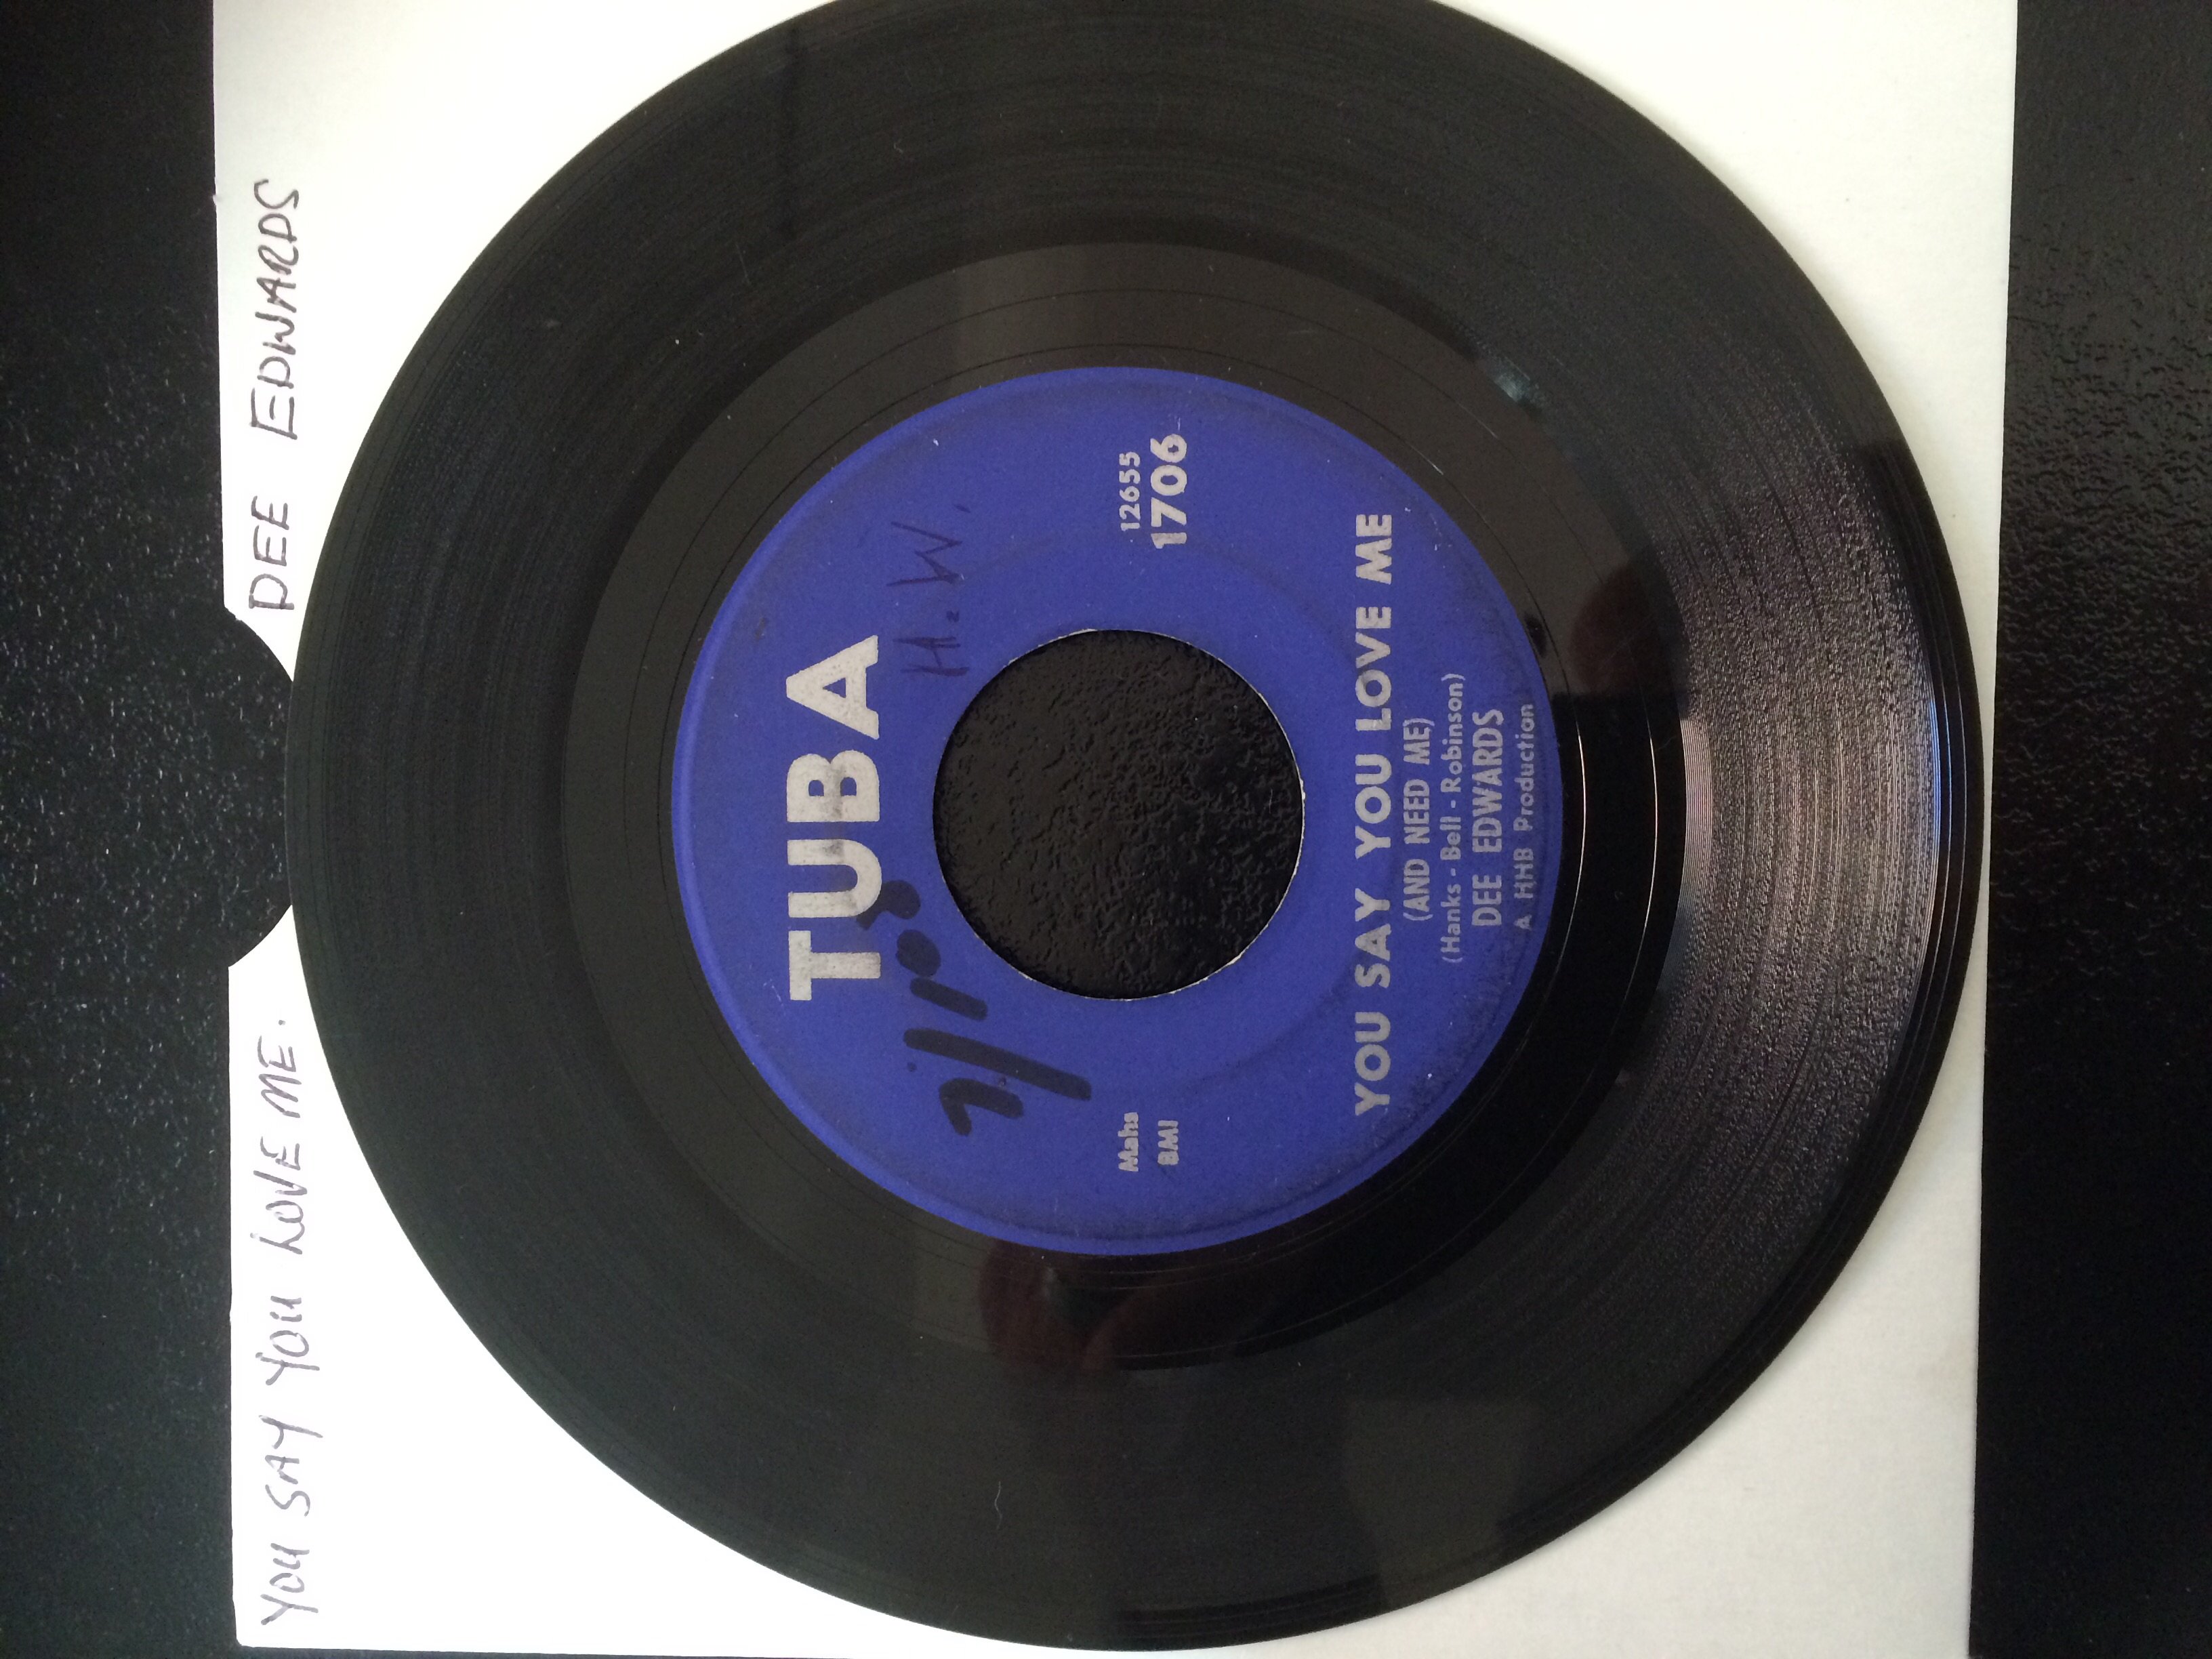 YOU SAY YOU LOVE ME. DEE EDWARDS
TUBA
H. W.
Mahs
BMI
12655
1706
YOU SAY YOU LOVE ME
(AND NEED ME)
(Hanks - Bell - Robinson)
DEE EDWARDS
A HHB Production